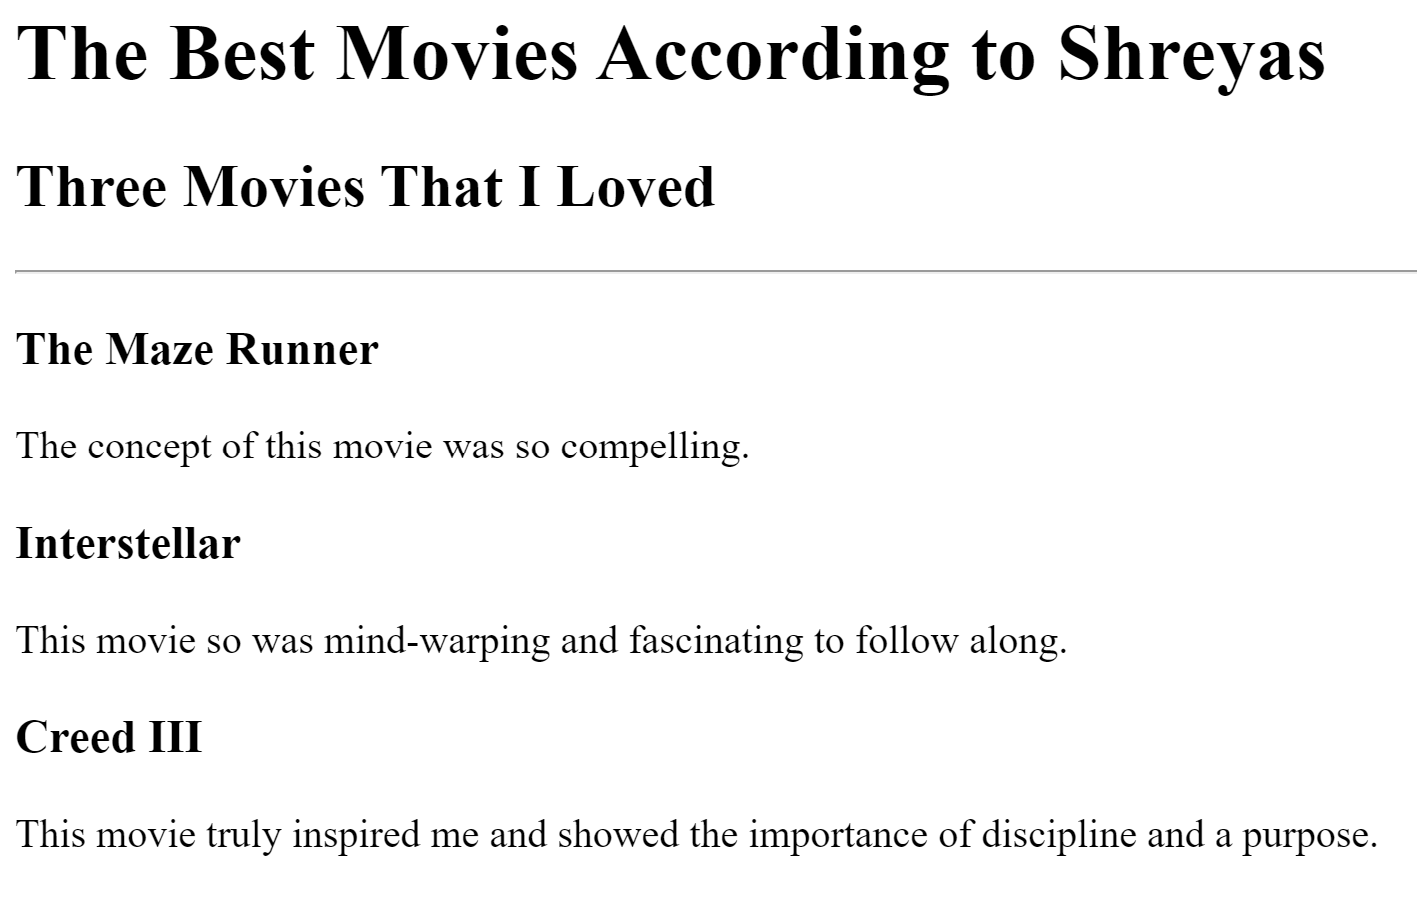 The Best Movies According to Shreyas
Three Movies That I Loved
The Maze Runner
The concept of this movie was so compelling.
Interstellar
This movie so was mind-warping and fascinating to follow along.
Creed III
This movie truly inspired me and showed the importance of discipline and a purpose.